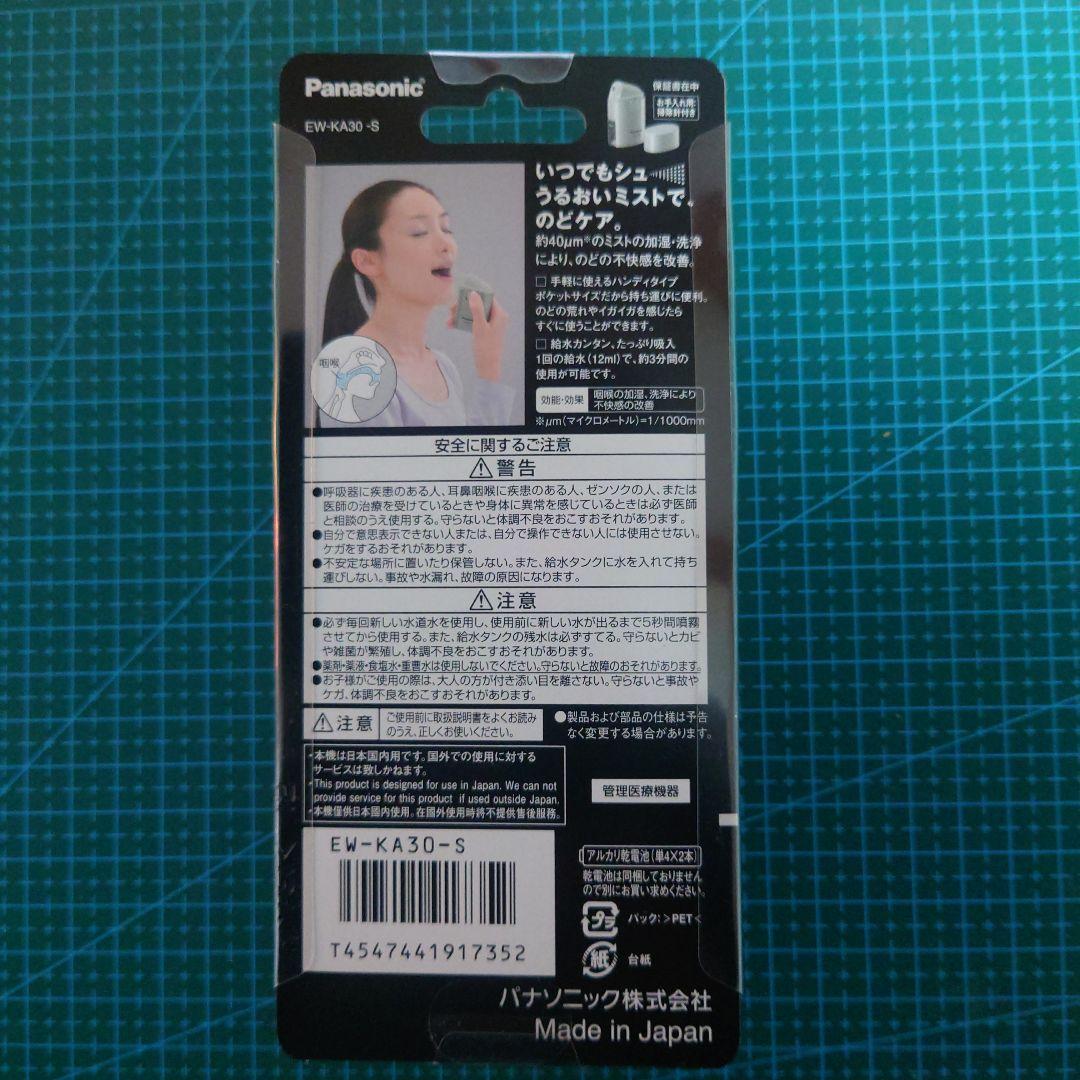 Panasonic
EW-KA30 -S
保証書在中
お手入れ用:
掃除針付き
いつでもシュー
うるおいミストで、
のどケア。
約40μm※のミストの加湿・洗浄
により、のどの不快感を改善。
□ 手軽に使えるハンディタイプ
ポケットサイズだから持ち運びに便利。
のどの荒れやイガイガを感じたら
すぐに使うことができます。
□ 給水カンタン、たっぷり吸入
1回の給水(12ml)で、約3分間の
使用が可能です。
咽喉
効能・効果
咽喉の加湿、洗浄により
不快感の改善
※μm(マイクロメートル)=1/1000mm
安全に関するご注意
⚠警告
●呼吸器に疾患のある人、耳鼻咽喉に疾患のある人、ゼンソクの人、または
医師の治療を受けているときや身体に異常を感じているときは必ず医師
と相談のうえ使用する。守らないと体調不良をおこすおそれがあります。
●自分で意思表示できない人または、自分で操作できない人には使用させない。
ケガをするおそれがあります。
●不安定な場所に置いたり保管しない。また、給水タンクに水を入れて持ち
運びしない。事故や水漏れ、故障の原因になります。
⚠注意
●必ず毎回新しい水道水を使用し、使用前に新しい水が出るまで5秒間噴霧
させてから使用する。また、給水タンクの残水は必ずすてる。守らないとカビ
や雑菌が繁殖し、体調不良をおこすおそれがあります。
●薬剤・薬液・食塩水・重曹水は使用しないでください。守らないと故障のおそれがあります。
●お子様がご使用の際は、大人の方が付き添い目を離さない。守らないと事故や
ケガ、体調不良をおこすおそれがあります。
⚠注意
ご使用前に取扱説明書をよくお読み
のうえ、正しくお使いください。
●製品および部品の仕様は予告
なく変更する場合があります。
・本機は日本国内用です。国外での使用に対する
サービスは致しかねます。
・This product is designed for use in Japan. We can not
provide service for this product if used outside Japan.
・本機僅供日本国内使用。在國外使用時將不提供售後服務。
管理医療機器
EW-KA30-S
T4547441917352
アルカリ乾電池(単4X2本)
乾電池は同梱しておりません
ので別にお買い求めください。
プラ
パック:>PET<
紙
台紙
パナソニック株式会社
Made in Japan